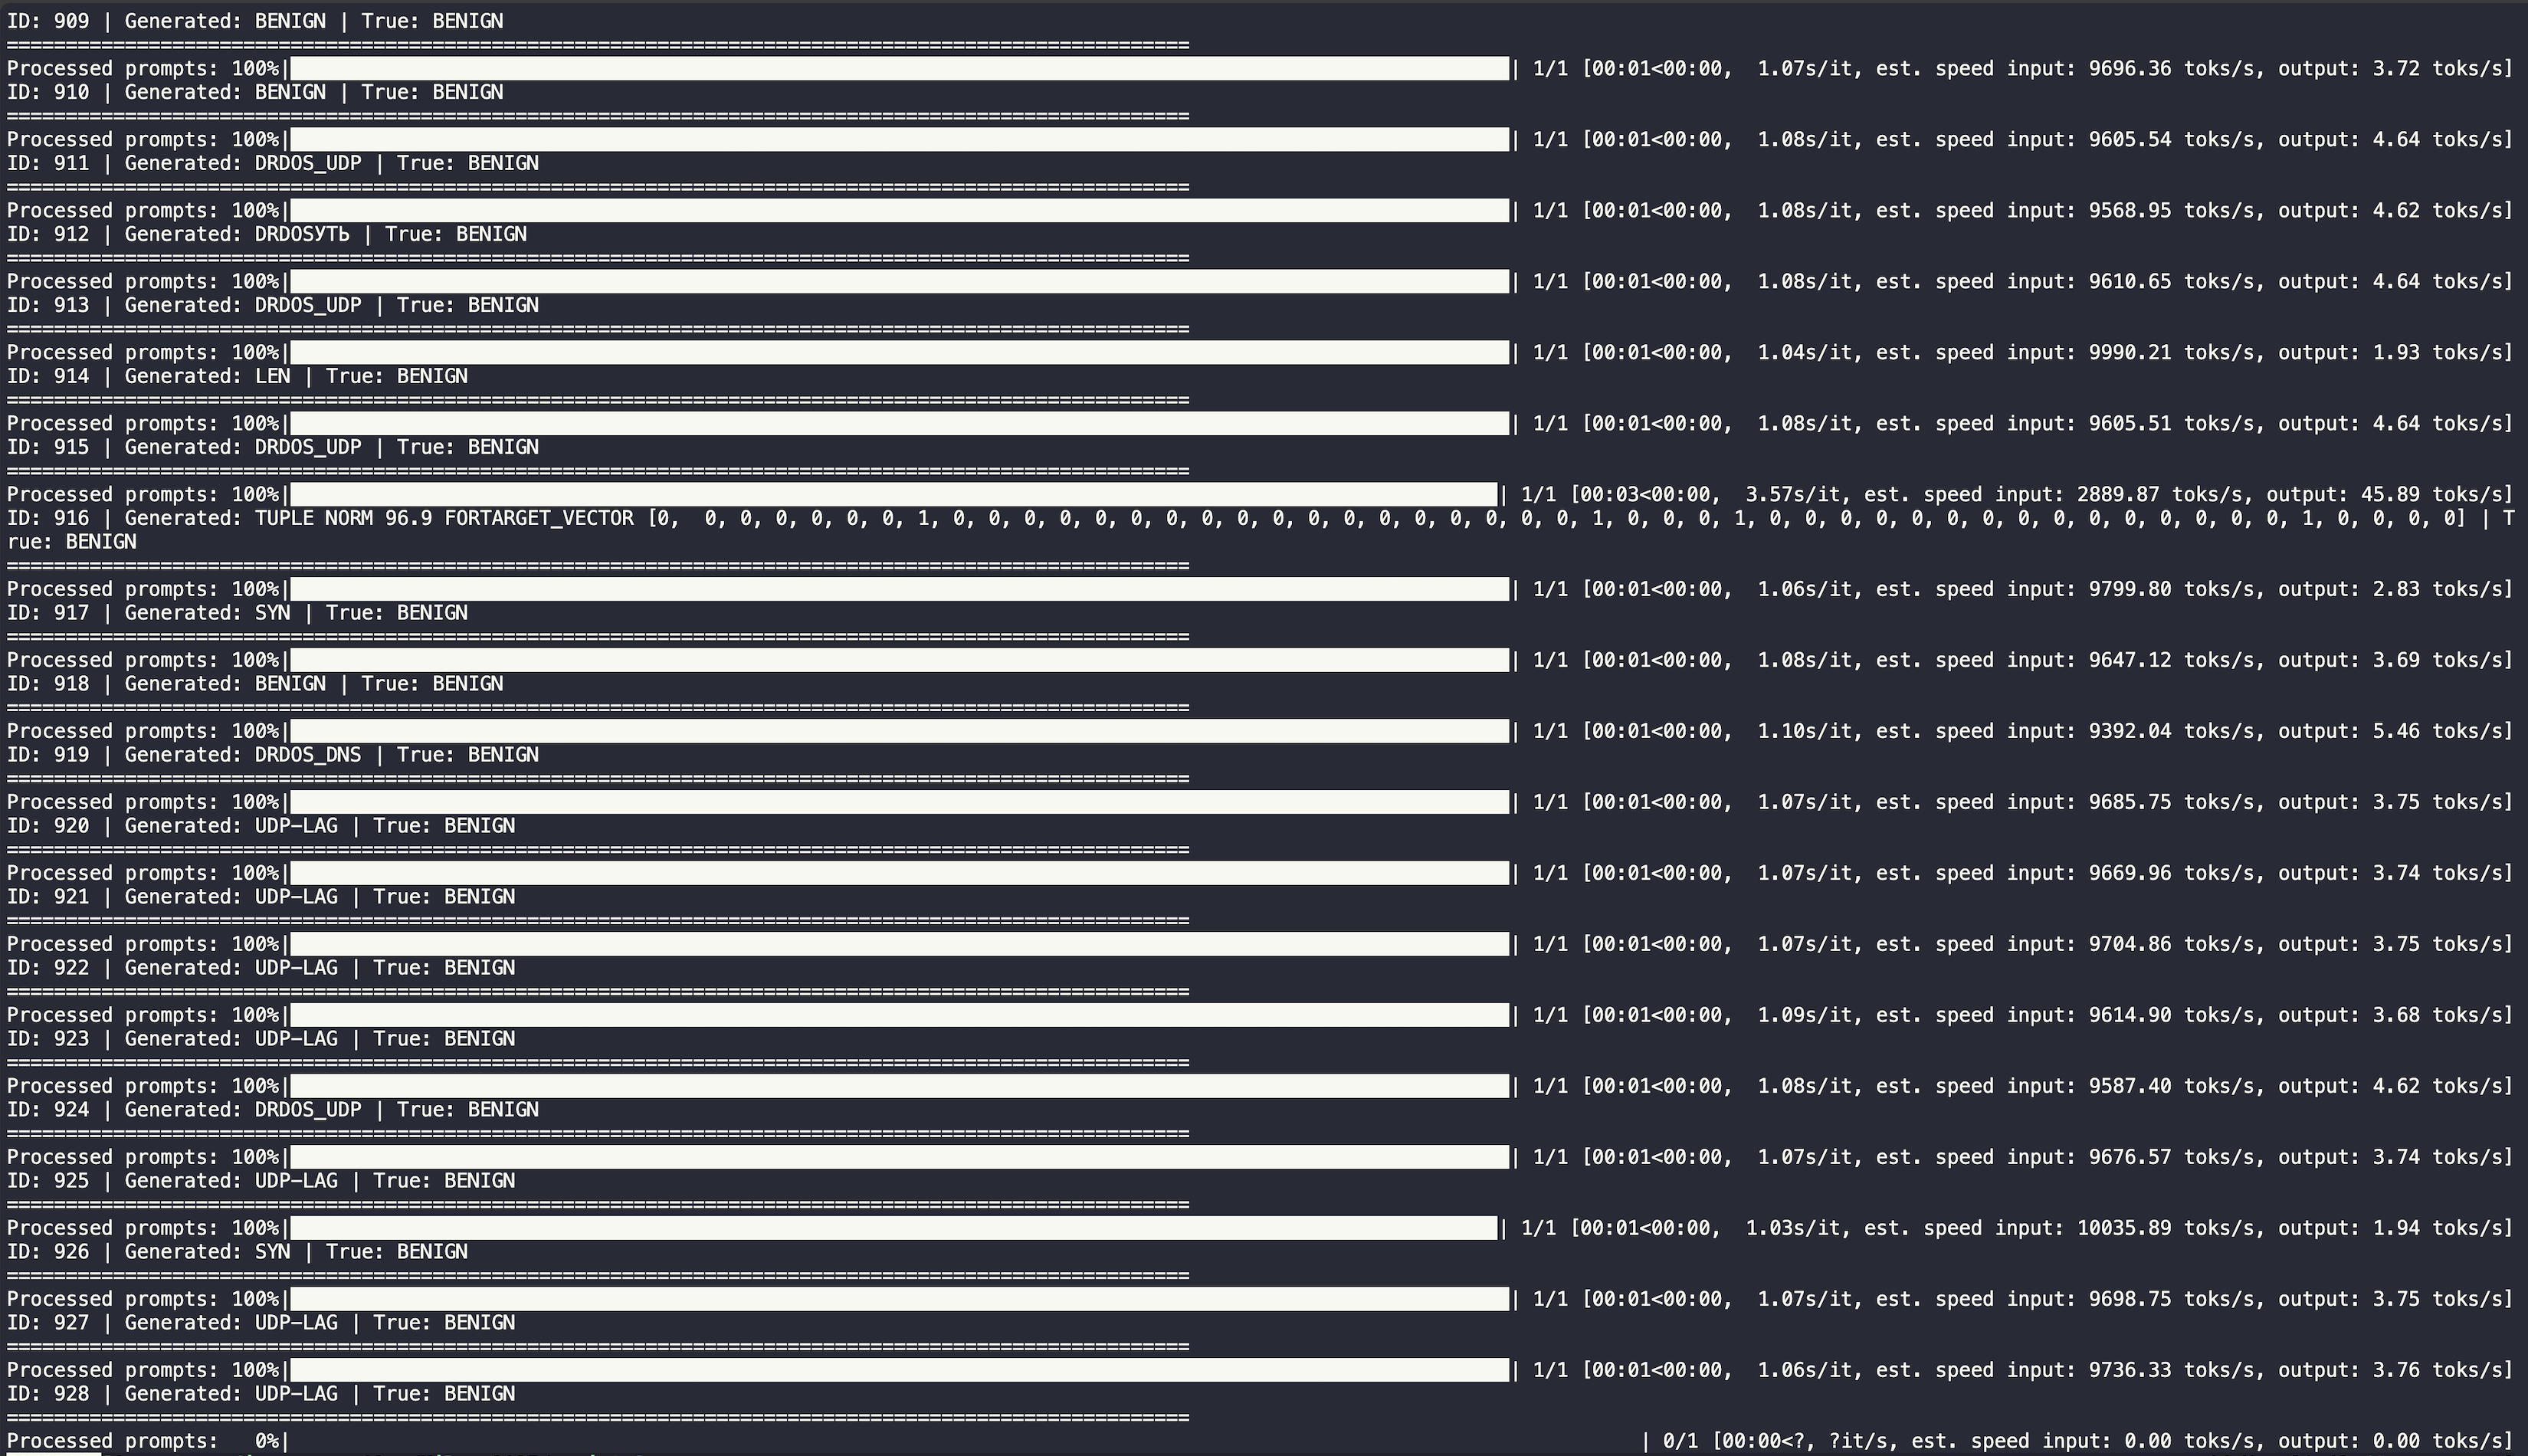 ID: 909 | Generated: BENIGN | True: BENIGN
====================================================================================================
Processed prompts: 100%|| 1/1 [00:01<00:00,  1.07s/it, est. speed input: 9696.36 toks/s, output: 3.72 toks/s]
ID: 910 | Generated: BENIGN | True: BENIGN
====================================================================================================
Processed prompts: 100%|| 1/1 [00:01<00:00,  1.08s/it, est. speed input: 9605.54 toks/s, output: 4.64 toks/s]
ID: 911 | Generated: DRDOS_UDP | True: BENIGN
====================================================================================================
Processed prompts: 100%|| 1/1 [00:01<00:00,  1.08s/it, est. speed input: 9568.95 toks/s, output: 4.62 toks/s]
ID: 912 | Generated: DRDOSУТЬ | True: BENIGN
====================================================================================================
Processed prompts: 100%|| 1/1 [00:01<00:00,  1.08s/it, est. speed input: 9610.65 toks/s, output: 4.64 toks/s]
ID: 913 | Generated: DRDOS_UDP | True: BENIGN
====================================================================================================
Processed prompts: 100%|| 1/1 [00:01<00:00,  1.04s/it, est. speed input: 9990.21 toks/s, output: 1.93 toks/s]
ID: 914 | Generated: LEN | True: BENIGN
====================================================================================================
Processed prompts: 100%|| 1/1 [00:01<00:00,  1.08s/it, est. speed input: 9605.51 toks/s, output: 4.64 toks/s]
ID: 915 | Generated: DRDOS_UDP | True: BENIGN
====================================================================================================
Processed prompts: 100%|| 1/1 [00:03<00:00,  3.57s/it, est. speed input: 2889.87 toks/s, output: 45.89 toks/s]
ID: 916 | Generated: TUPLE NORM 96.9 FORTARGET_VECTOR [0,  0, 0, 0, 0, 0, 0, 1, 0, 0, 0, 0, 0, 0, 0, 0, 0, 0, 0, 0, 0, 0, 0, 0, 0, 0, 1, 0, 0, 0, 1, 0, 0, 0, 0, 0, 0, 0, 0, 0, 0, 0, 0, 0, 0, 0, 1, 0, 0, 0, 0] | T
rue: BENIGN
====================================================================================================
Processed prompts: 100%|| 1/1 [00:01<00:00,  1.06s/it, est. speed input: 9799.80 toks/s, output: 2.83 toks/s]
ID: 917 | Generated: SYN | True: BENIGN
====================================================================================================
Processed prompts: 100%|| 1/1 [00:01<00:00,  1.08s/it, est. speed input: 9647.12 toks/s, output: 3.69 toks/s]
ID: 918 | Generated: BENIGN | True: BENIGN
====================================================================================================
Processed prompts: 100%|| 1/1 [00:01<00:00,  1.10s/it, est. speed input: 9392.04 toks/s, output: 5.46 toks/s]
ID: 919 | Generated: DRDOS_DNS | True: BENIGN
====================================================================================================
Processed prompts: 100%|| 1/1 [00:01<00:00,  1.07s/it, est. speed input: 9685.75 toks/s, output: 3.75 toks/s]
ID: 920 | Generated: UDP-LAG | True: BENIGN
====================================================================================================
Processed prompts: 100%|| 1/1 [00:01<00:00,  1.07s/it, est. speed input: 9669.96 toks/s, output: 3.74 toks/s]
ID: 921 | Generated: UDP-LAG | True: BENIGN
====================================================================================================
Processed prompts: 100%|| 1/1 [00:01<00:00,  1.07s/it, est. speed input: 9704.86 toks/s, output: 3.75 toks/s]
ID: 922 | Generated: UDP-LAG | True: BENIGN
====================================================================================================
Processed prompts: 100%|| 1/1 [00:01<00:00,  1.09s/it, est. speed input: 9614.90 toks/s, output: 3.68 toks/s]
ID: 923 | Generated: UDP-LAG | True: BENIGN
====================================================================================================
Processed prompts: 100%|| 1/1 [00:01<00:00,  1.08s/it, est. speed input: 9587.40 toks/s, output: 4.62 toks/s]
ID: 924 | Generated: DRDOS_UDP | True: BENIGN
====================================================================================================
Processed prompts: 100%|| 1/1 [00:01<00:00,  1.07s/it, est. speed input: 9676.57 toks/s, output: 3.74 toks/s]
ID: 925 | Generated: UDP-LAG | True: BENIGN
====================================================================================================
Processed prompts: 100%|| 1/1 [00:01<00:00,  1.03s/it, est. speed input: 10035.89 toks/s, output: 1.94 toks/s]
ID: 926 | Generated: SYN | True: BENIGN
====================================================================================================
Processed prompts: 100%|| 1/1 [00:01<00:00,  1.07s/it, est. speed input: 9698.75 toks/s, output: 3.75 toks/s]
ID: 927 | Generated: UDP-LAG | True: BENIGN
====================================================================================================
Processed prompts: 100%|| 1/1 [00:01<00:00,  1.06s/it, est. speed input: 9736.33 toks/s, output: 3.76 toks/s]
ID: 928 | Generated: UDP-LAG | True: BENIGN
====================================================================================================
Processed prompts:   0%| | 0/1 [00:00<?, ?it/s, est. speed input: 0.00 toks/s, output: 0.00 toks/s]